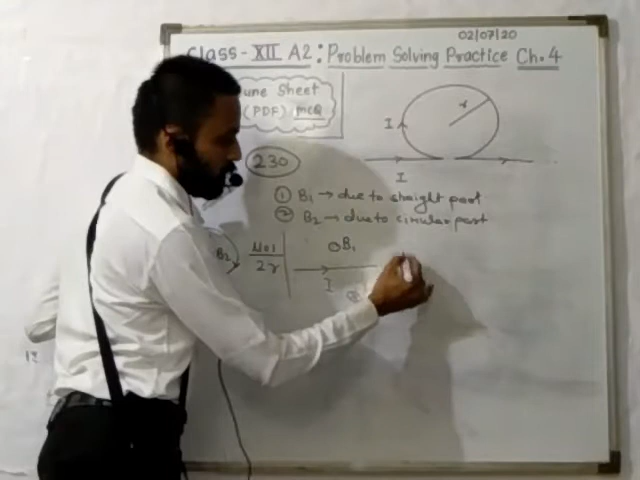 02/07/20
Class - XII A2 : Problem Solving Practice Ch. 4
une Sheet
(PDF) MCQ
r
I
I
230
① B₁ → due to straight part
② B₂ → due to circular part
B₂
μ₀I
2r
B₁
I